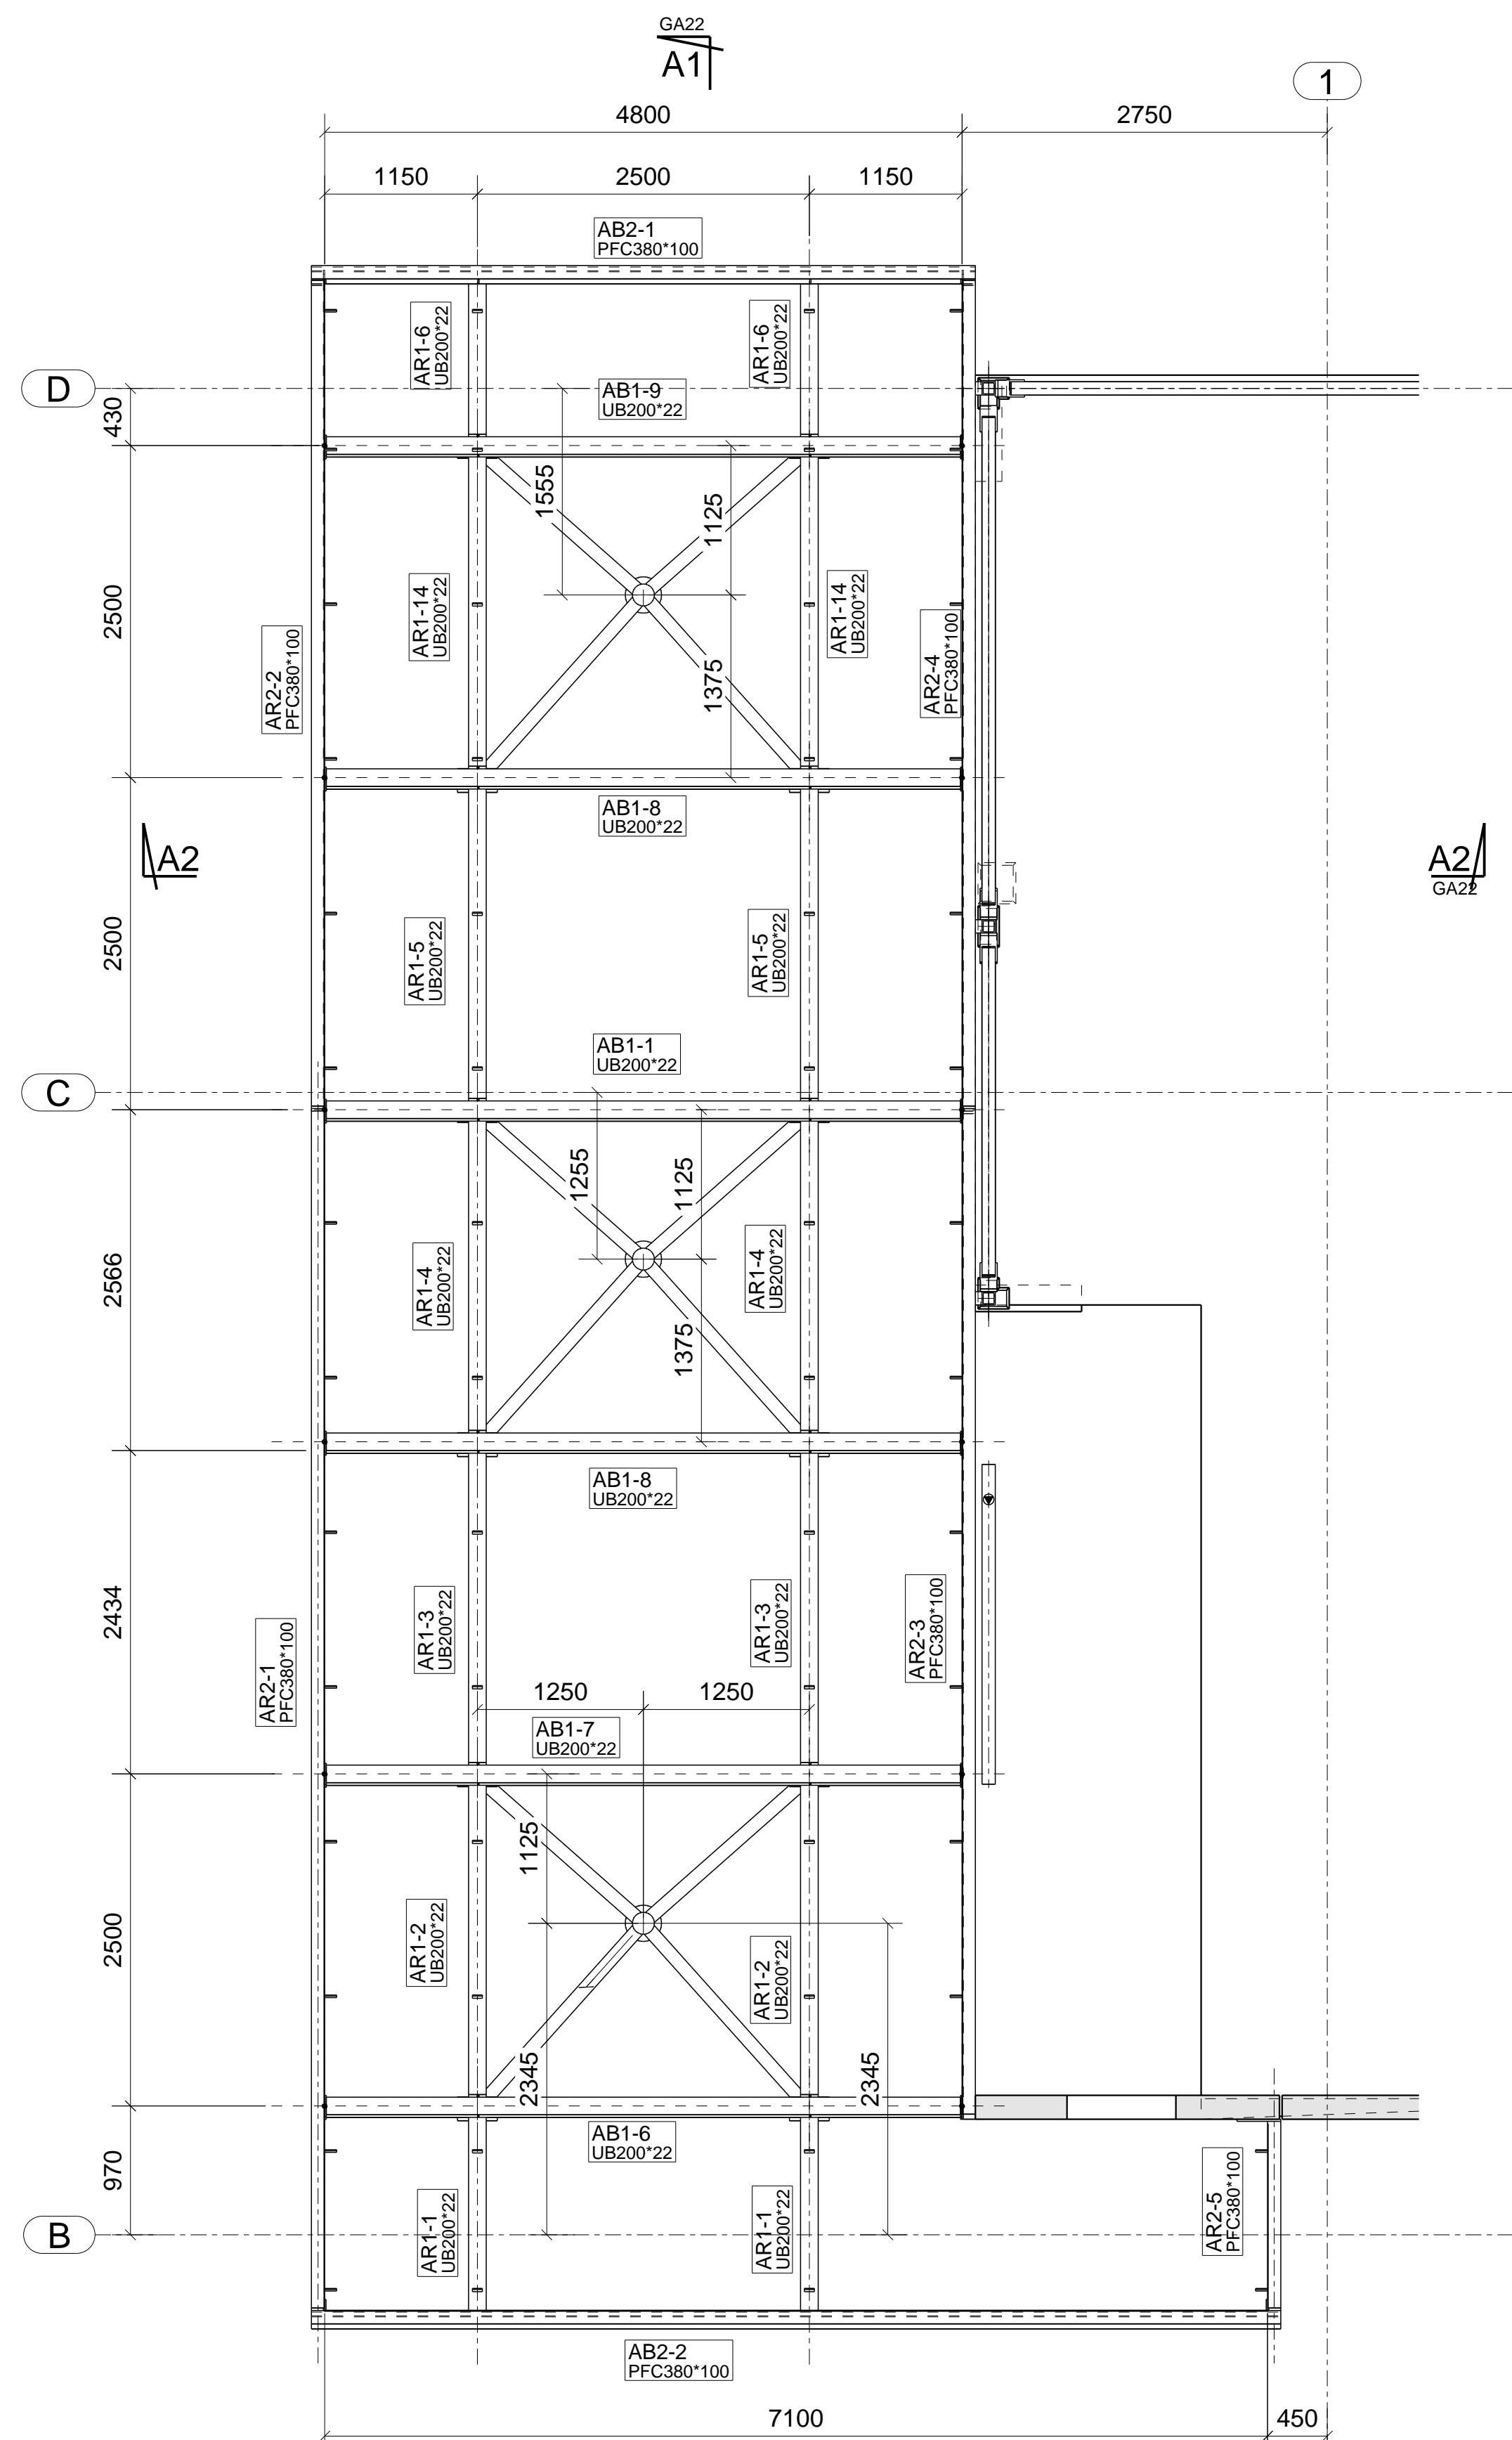 GA22
A1
1
4800
2750
1150
2500
1150
AB2-1
PFC380*100
AR1-6
UB200*22
AR1-6
UB200*22
D
AB1-9
UB200*22
430
1555
1125
2500
AR1-14
UB200*22
AR1-14
UB200*22
AR2-2
PFC380*100
AR2-4
PFC380*100
1375
AB1-8
UB200*22
A2
A2
GA22
2500
AR1-5
UB200*22
AR1-5
UB200*22
AB1-1
UB200*22
C
1255
1125
2566
AR1-4
UB200*22
AR1-4
UB200*22
1375
AB1-8
UB200*22
2434
AR1-3
UB200*22
AR1-3
UB200*22
AR2-3
PFC380*100
AR2-1
PFC380*100
1250
1250
AB1-7
UB200*22
1125
2500
AR1-2
UB200*22
AR1-2
UB200*22
2345
2345
AB1-6
UB200*22
970
AR1-1
UB200*22
AR1-1
UB200*22
AR2-5
PFC380*100
B
AB2-2
PFC380*100
7100
450